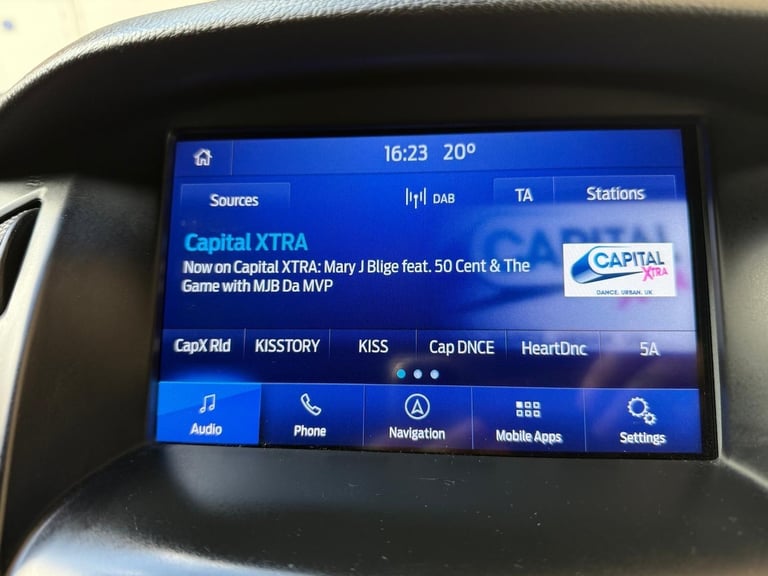 16:23 20°
Sources
DAB
TA
Stations
Capital XTRA
Now on Capital XTRA: Mary J Blige feat. 50 Cent & The
Game with MJB Da MVP
CAPITAL
XTRA
DANCE. URBAN. UK.
CapX Rld KISSTORY KISS Cap DNCE HeartDnc 5A
Audio Phone Navigation Mobile Apps Settings